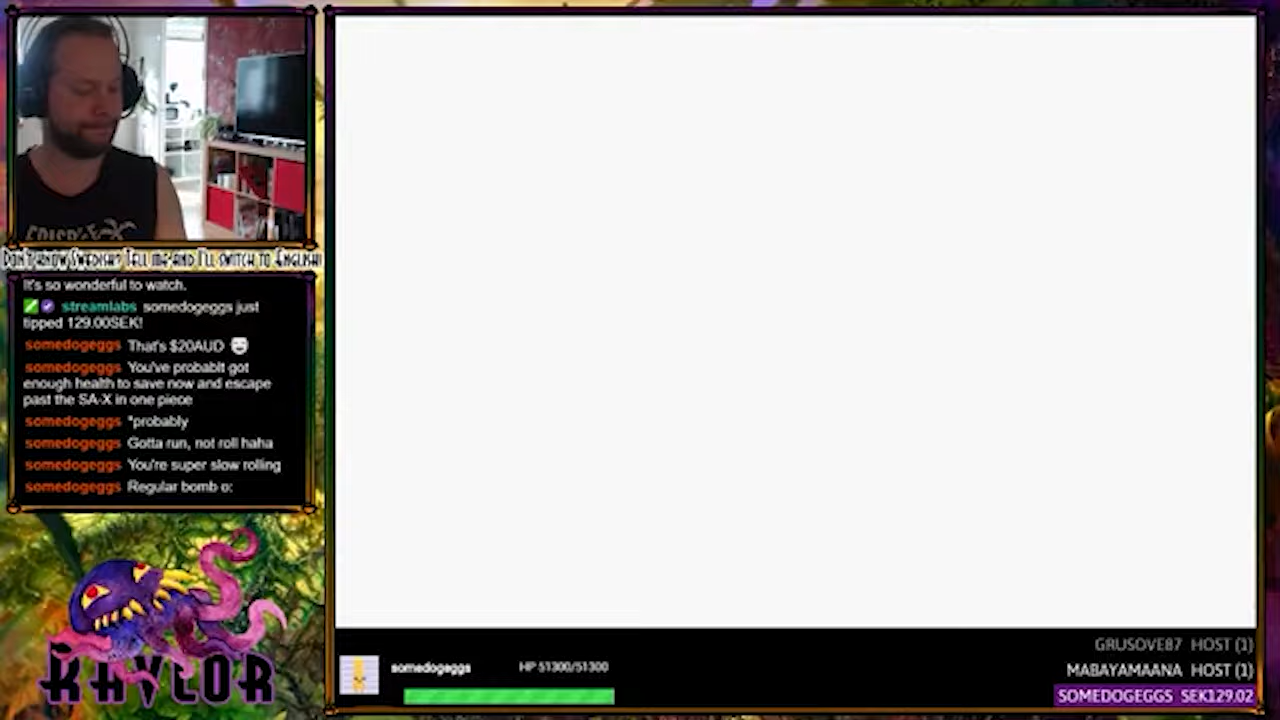 DON'T KNOW SWEDISH? TELL ME AND I'LL SWITCH TO ENGLISH!
It's so wonderful to watch.
streamlabs somedogeggs just
tipped 129.00SEK!
somedogeggs That's $20AUD
somedogeggs You've probablt got
enough health to save now and escape
past the SA-X in one piece
somedogeggs *probably
somedogeggs Gotta run, not roll haha
somedogeggs You're super slow rolling
somedogeggs Regular bomb o:
KAYLOR
somedogeggs HP 51300/51300
GRUSOVE87 HOST (1)
MABAYAMAANA HOST (1)
SOMEDOGEGGS SEK129.02